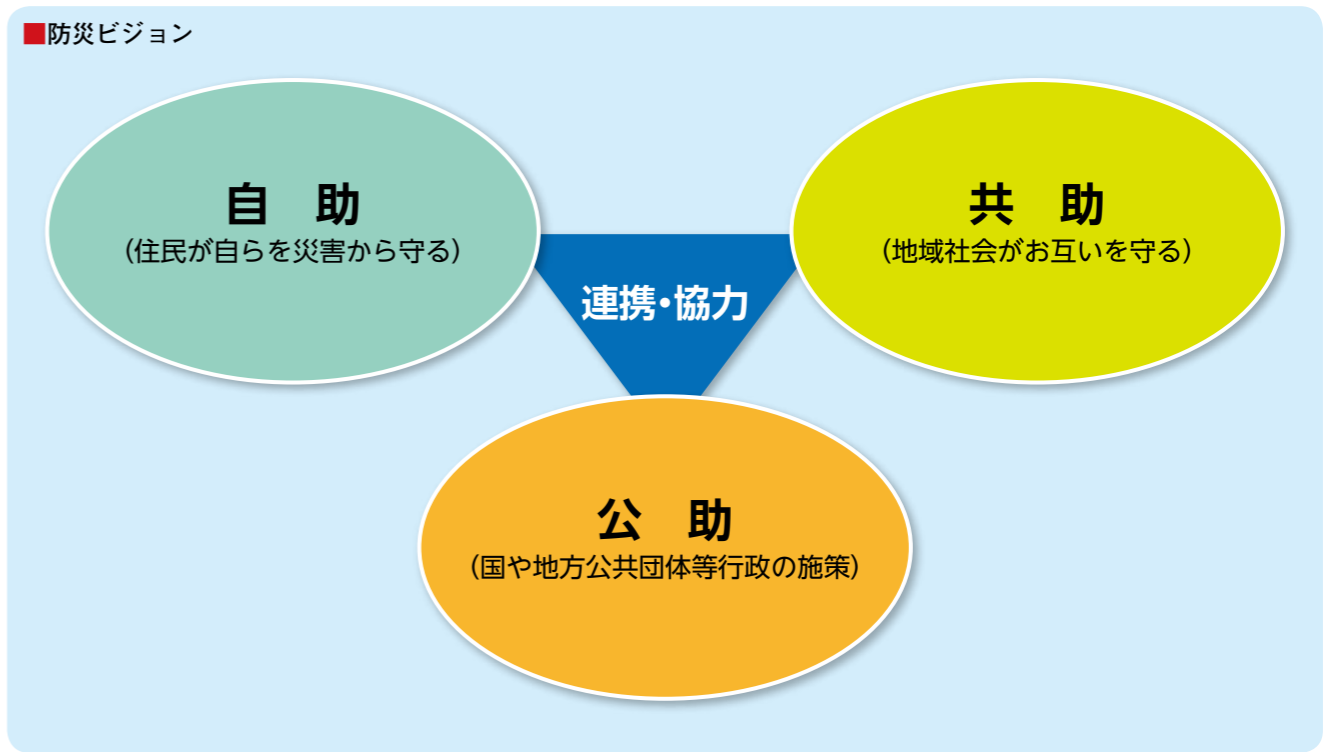 ■防災ビジョン
自　助
（住民が自らを災害から守る）
共　助
（地域社会がお互いを守る）
連携・協力
公　助
（国や地方公共団体等行政の施策）